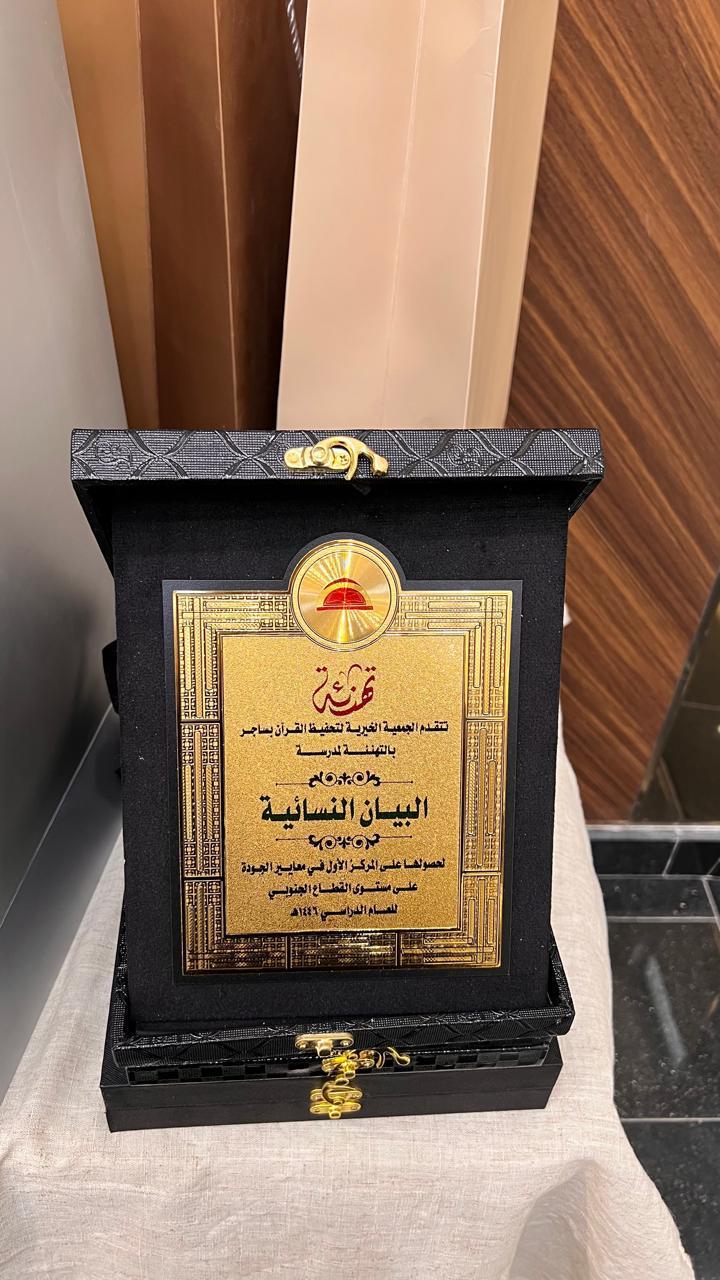 تهنئة
تتقدم الجمعية الخيرية لتحفيظ القرآن بساجر
بالتهنئة لمدرسة
البيان النسائية
لحصولها على المركز الأول في معايير الجودة
على مستوى القطاع الجنوبي
للعام الدراسي ١٤٤٦هـ